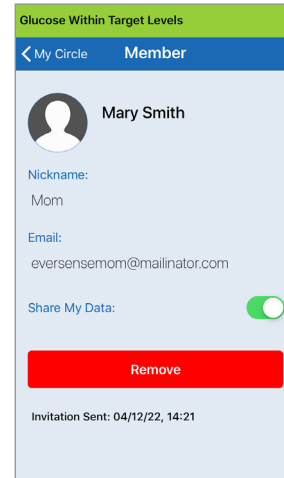 Glucose Within Target Levels
My Circle Member
Mary Smith
Nickname:
Mom
Email:
eversensemom@mailinator.com
Share My Data:
Remove
Invitation Sent: 04/12/22, 14:21